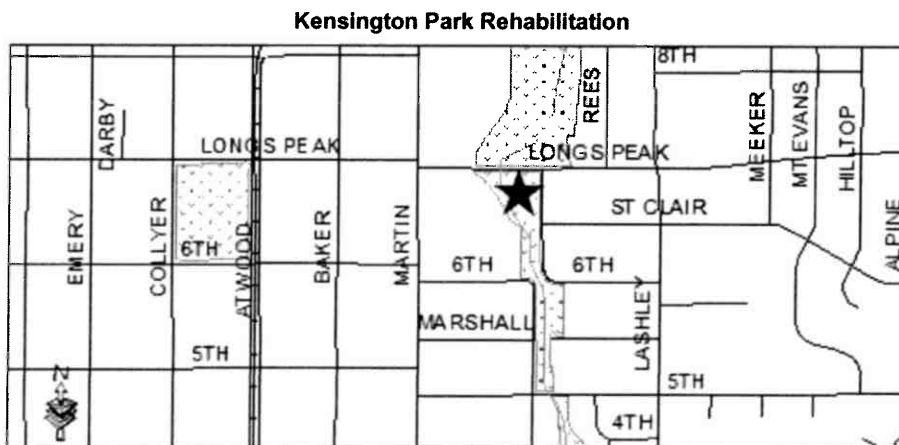 Kensington Park Rehabilitation
8TH
REES
DARBY
LONGS PEAK
LONGS PEAK
MEEKER
MT EVANS
HILLTOP
EMERY
COLLYER
6TH
ATWOOD
BAKER
MARTIN
ST CLAIR
ALPINE
6TH
6TH
LASHLEY
MARSHALL
5TH
5TH
4TH
N